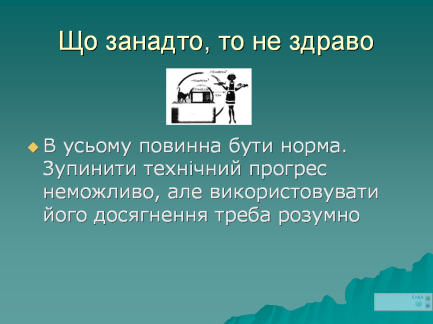 Що занадто, то не здраво
В усьому повинна бути норма.
Зупинити технічний прогрес
неможливо, але використовувати
його досягнення треба розумно